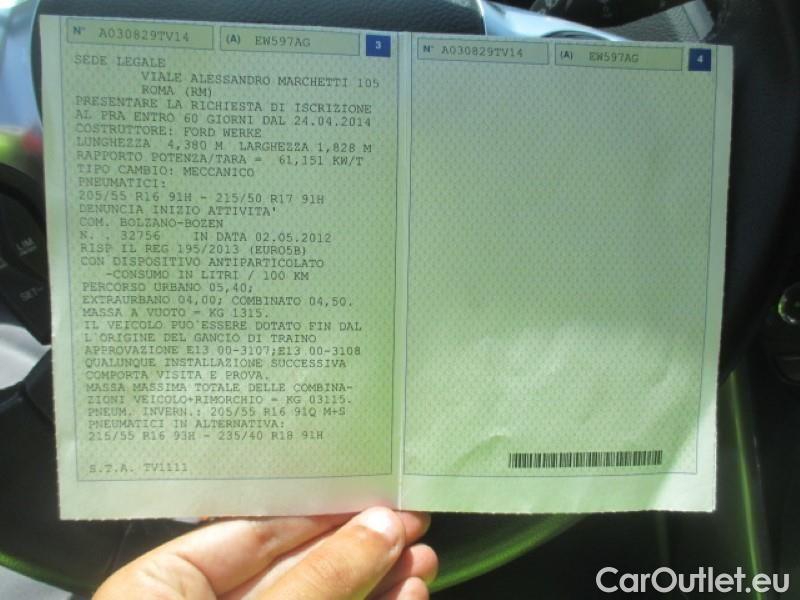 N° A030829TV14 (A) EW597AG 3
SEDE LEGALE
VIALE ALESSANDRO MARCHETTI 105
ROMA (RM)
PRESENTARE LA RICHIESTA DI ISCRIZIONE
AL PRA ENTRO 60 GIORNI DAL 24.04.2014
COSTRUTTORE: FORD WERKE
LUNGHEZZA 4,380 M LARGHEZZA 1,828 M
RAPPORTO POTENZA/TARA = 61,151 KW/T
TIPO CAMBIO: MECCANICO
PNEUMATICI:
205/55 R16 91H - 215/50 R17 91H
DENUNCIA INIZIO ATTIVITA'
COM. BOLZANO-BOZEN
N. . 32756 IN DATA 02.05.2012
RISP IL REG 195/2013 (EURO5B)
CON DISPOSITIVO ANTIPARTICOLATO
-CONSUMO IN LITRI / 100 KM
PERCORSO URBANO 05,40;
EXTRAURBANO 04,00; COMBINATO 04,50.
MASSA A VUOTO = KG 1315.
IL VEICOLO PUO'ESSERE DOTATO FIN DAL
L'ORIGINE DEL GANCIO DI TRAINO
APPROVAZIONE E13 00-3107;E13 00-3108
QUALUNQUE INSTALLAZIONE SUCCESSIVA
COMPORTA VISITA E PROVA.
MASSA MASSIMA TOTALE DELLE COMBINA-
ZIONI VEICOLO+RIMORCHIO = KG 03115.
PNEUM. INVERN.: 205/55 R16 91Q M+S
PNEUMATICI IN ALTERNATIVA:
215/55 R16 93H - 235/40 R18 91H
S.T.A. TV1111
N° A030829TV14 (A) EW597AG 4
LIM
SET-
CarOutlet.eu